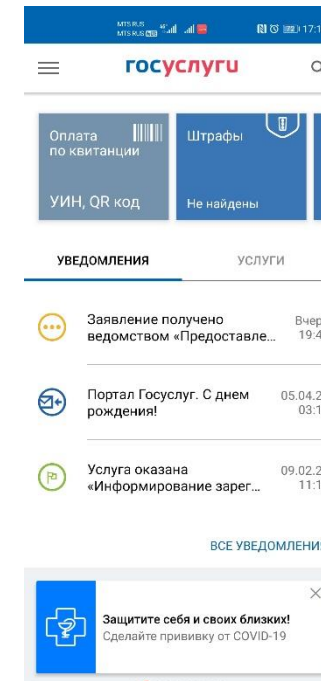 MTS RUS
MTS RUS
17:1
госуслуги
Оплата
по квитанции
УИН, QR код
Штрафы
Не найдены
УВЕДОМЛЕНИЯ
УСЛУГИ
Заявление получено
ведомством «Предоставле...
Вчер
19:4
Портал Госуслуг. С днем
рождения!
05.04.2
03:1
Услуга оказана
«Информирование зарег...
09.02.2
11:1
ВСЕ УВЕДОМЛЕНИЯ
Защитите себя и своих близких!
Сделайте прививку от COVID-19